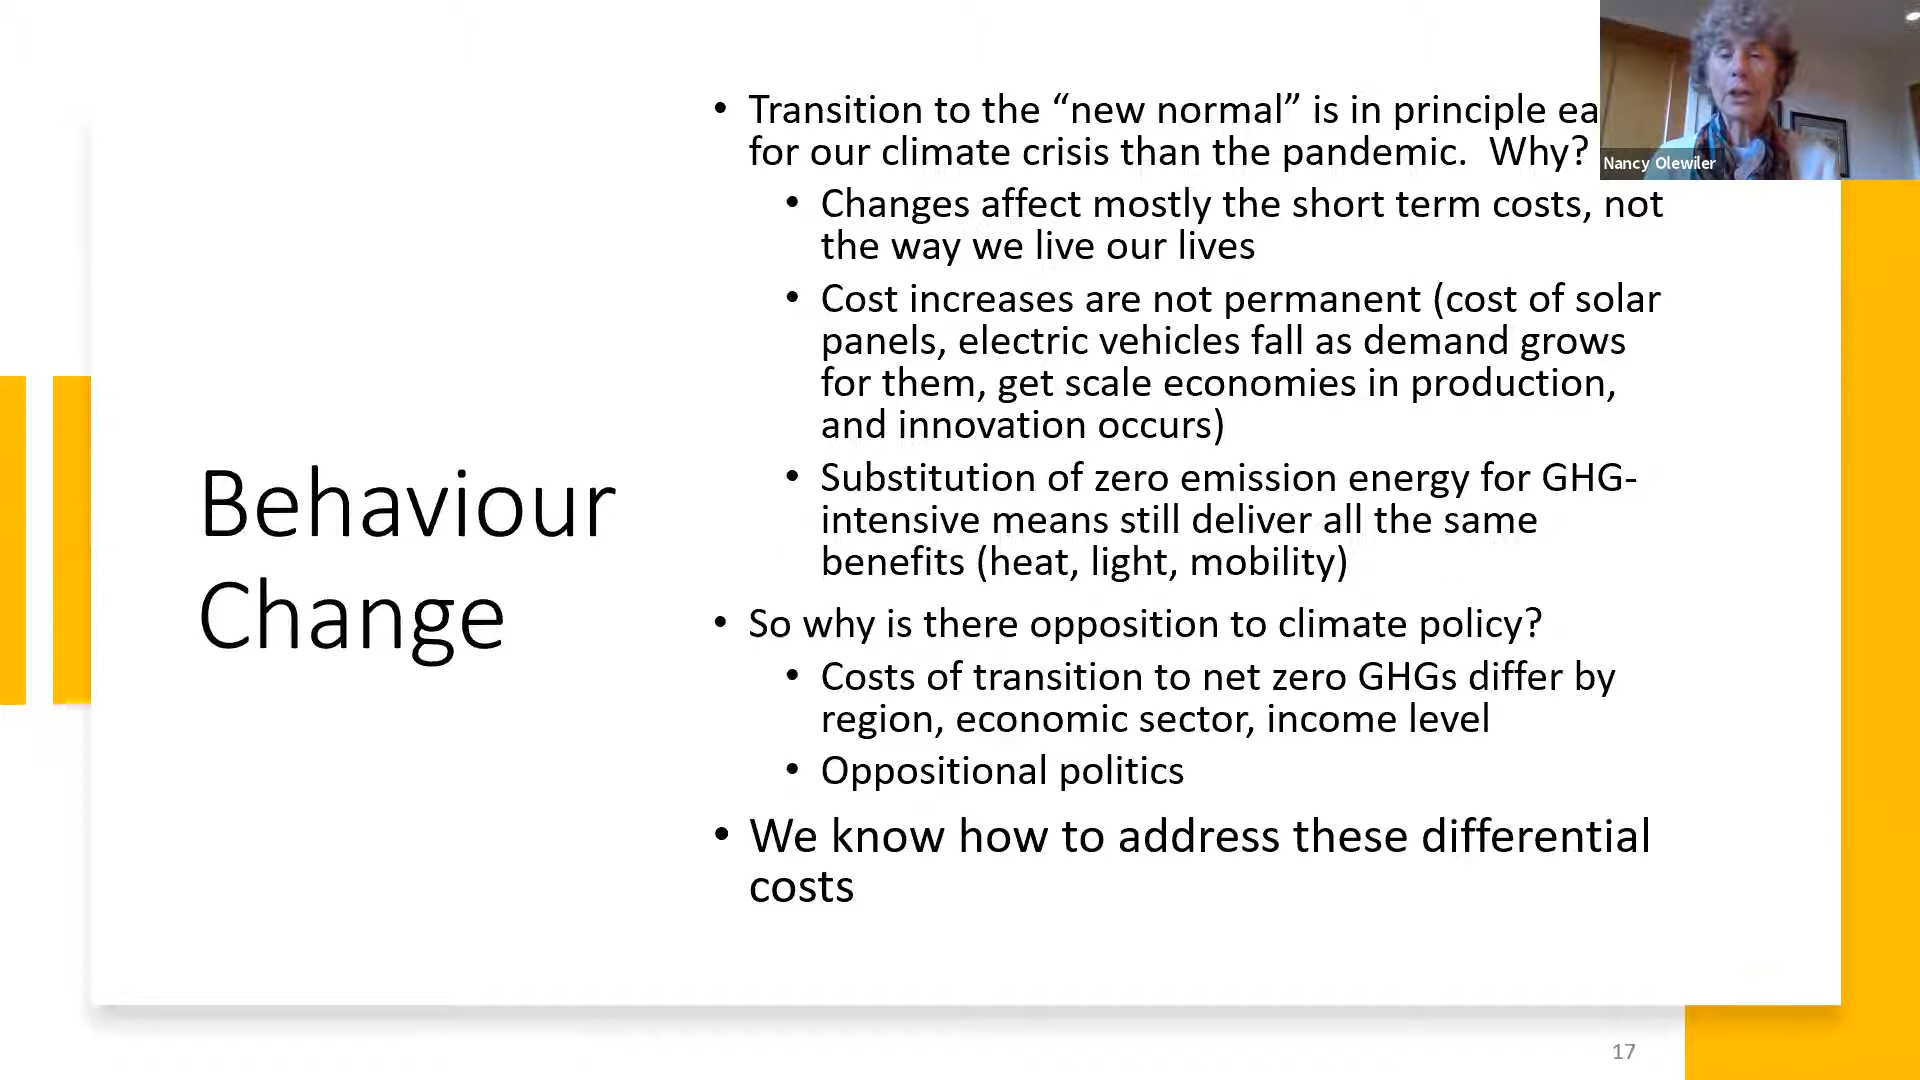 Behaviour
Change
• Transition to the “new normal” is in principle
for our climate crisis than the pandemic.  Why?
• Changes affect mostly the short term costs, not
the way we live our lives
• Cost increases are not permanent (cost of solar
panels, electric vehicles fall as demand grows
for them, get scale economies in production,
and innovation occurs)
• Substitution of zero emission energy for GHG-
intensive means still deliver all the same
benefits (heat, light, mobility)
• So why is there opposition to climate policy?
• Costs of transition to net zero GHGs differ by
region, economic sector, income level
• Oppositional politics
• We know how to address these differential
costs
Nancy Olewiler
17